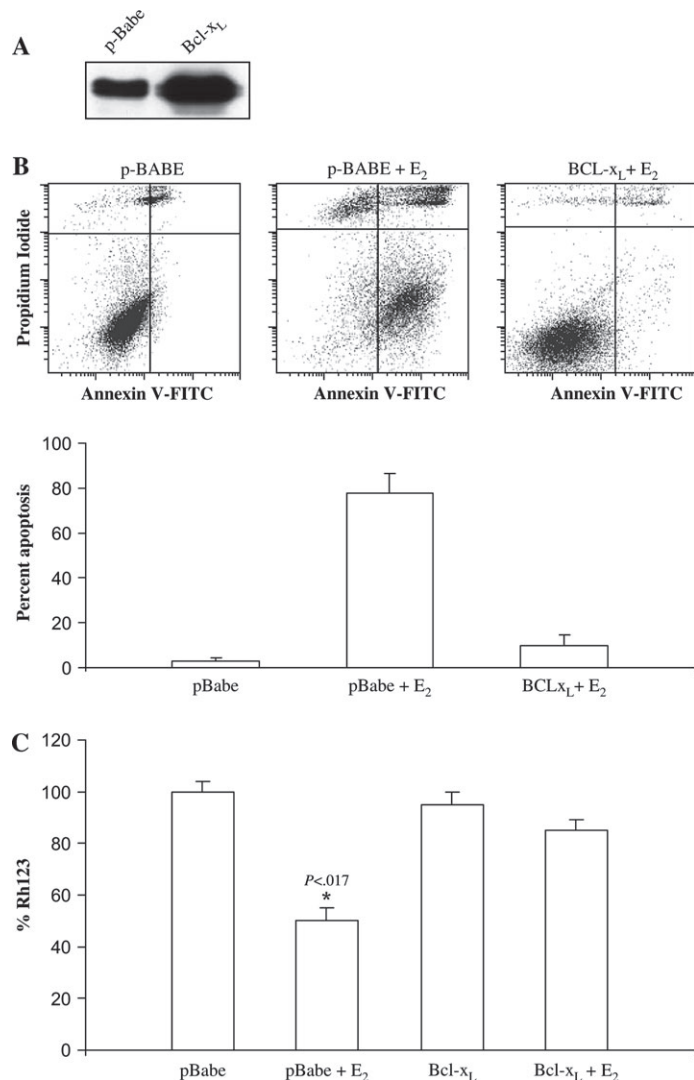 A
p-Babe Bcl-xL
B
p-BABE p-BABE + E2 BCL-xL + E2
Propidium Iodide
Annexin V-FITC Annexin V-FITC Annexin V-FITC
Percent apoptosis
100
80
60
40
20
0
pBabe pBabe + E2 BCLxL + E2
C
% Rh123
120
100
80
60
40
20
0
P<.017
*
pBabe pBabe + E2 Bcl-xL Bcl-xL + E2